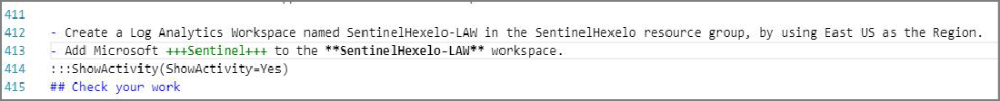 411
412 - Create a Log Analytics Workspace named SentinelHexelo-LAW in the SentinelHexelo resource group, by using East US as the Region.
413 - Add Microsoft +++Sentinel+++ to the **SentinelHexelo-LAW** workspace.
414 :::ShowActivity(ShowActivity=Yes)
415 ## Check your work